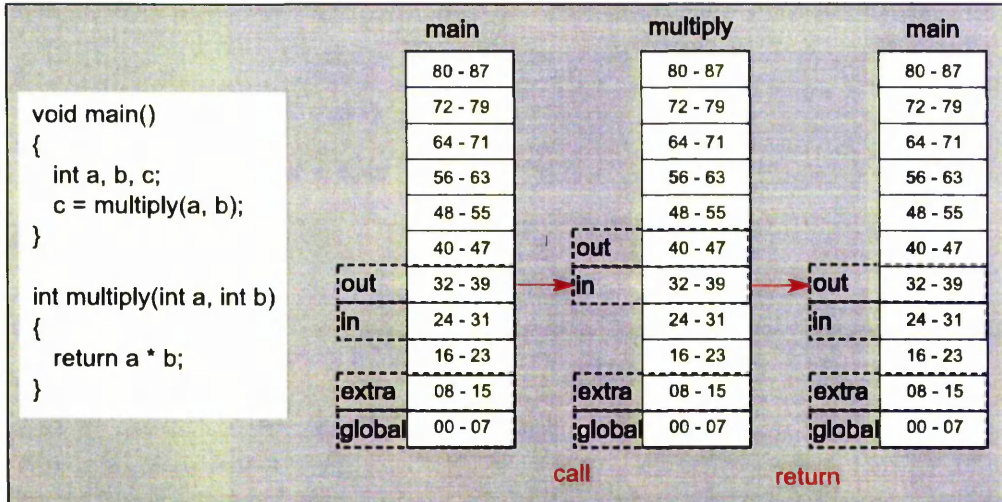 void main()
{
int a, b, c;
c = multiply(a, b);
}
int multiply(int a, int b)
{
return a * b;
}
main
80 - 87
72 - 79
64 - 71
56 - 63
48 - 55
40 - 47
out 32 - 39
in 24 - 31
16 - 23
extra 08 - 15
global 00 - 07
call
multiply
80 - 87
72 - 79
64 - 71
56 - 63
48 - 55
out 40 - 47
in 32 - 39
24 - 31
16 - 23
extra 08 - 15
global 00 - 07
return
main
80 - 87
72 - 79
64 - 71
56 - 63
48 - 55
40 - 47
out 32 - 39
in 24 - 31
16 - 23
extra 08 - 15
global 00 - 07